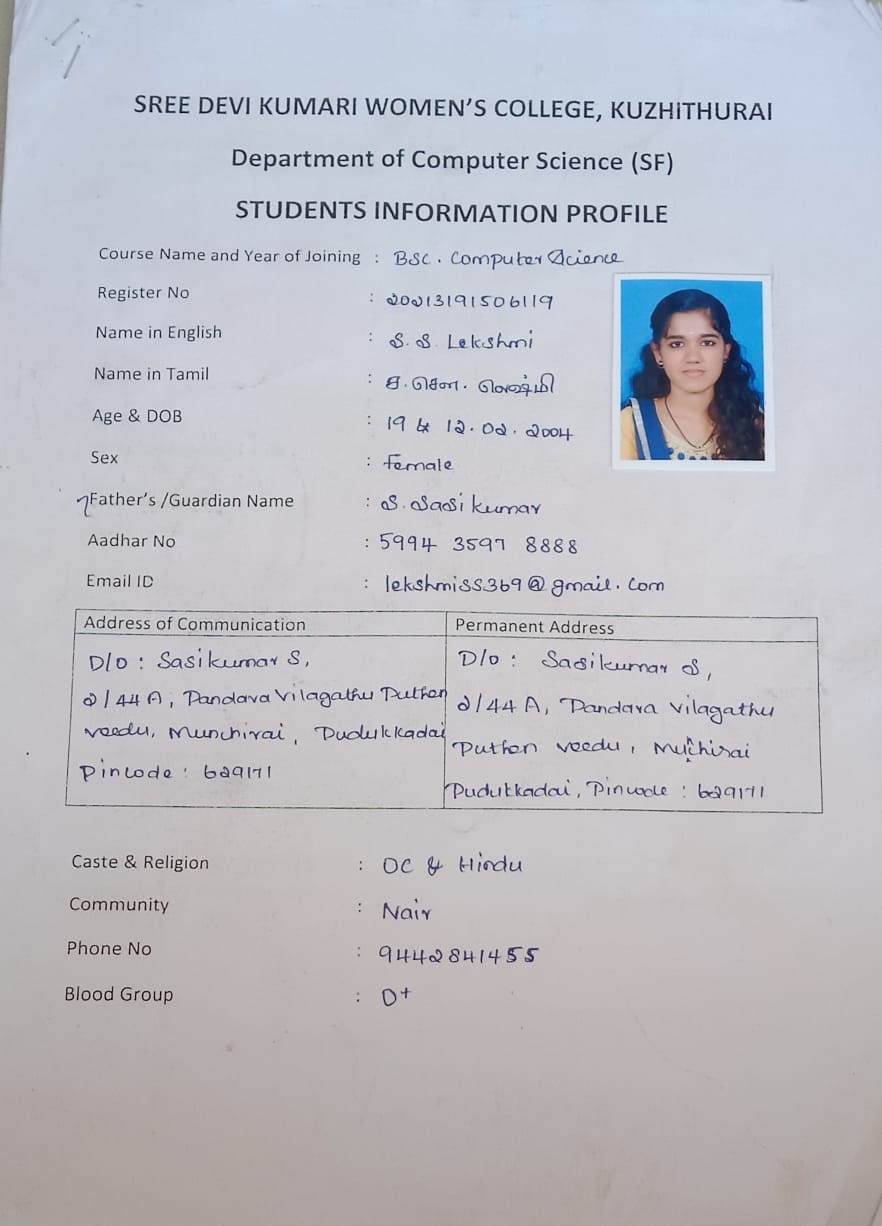 SREE DEVI KUMARI WOMEN'S COLLEGE, KUZHITHURAI
Department of Computer Science (SF)
STUDENTS INFORMATION PROFILE
Course Name and Year of Joining : BSC. Computer Science
Register No : 20213191506119
Name in English : S.S. Lekshmi
Name in Tamil : ச.சௌ. லெஷ்மி
Age & DOB : 19 & 12.02.2004
Sex : female
Father's /Guardian Name : S. Sasi kumar
Aadhar No : 5994 3597 8888
Email ID : lekshmiss369@gmail.com
Address of Communication Permanent Address
D/O : Sasikumar S, D/O : Sasikumar S,
2/44 A, Pandara Vilagathu Puthen 2/44 A, Pandara Vilagathu
veedu, Munchirai, Pudukkadai Puthen veedu, Munchirai
Pincode : 629171 Pudukkadai, Pincode : 629171
Caste & Religion : OC & Hindu
Community : Nair
Phone No : 9442841455
Blood Group : O+